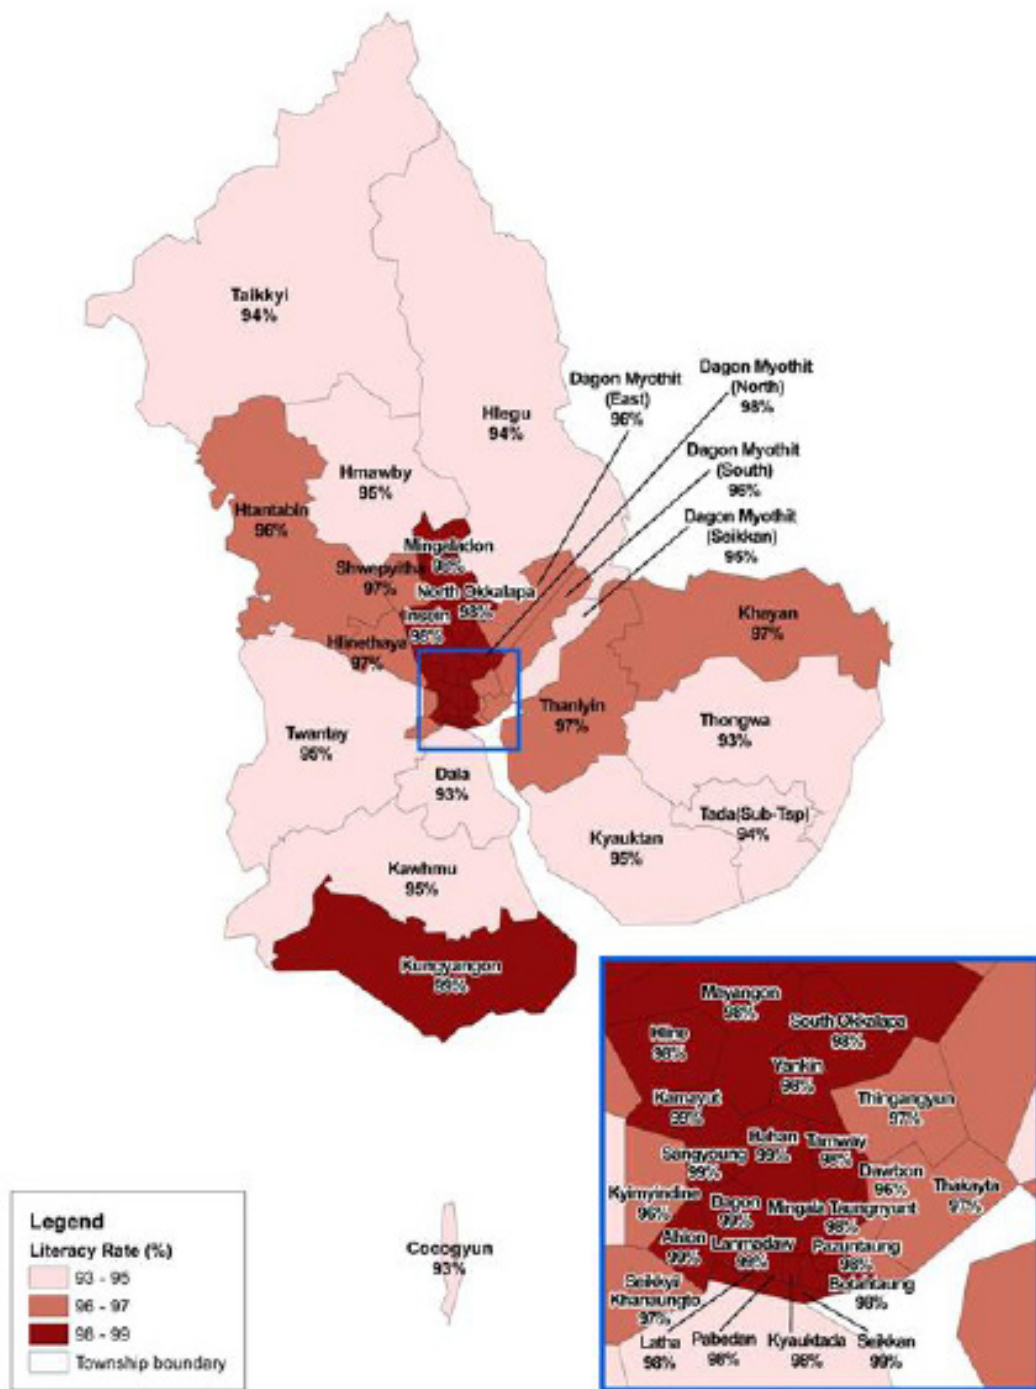 Taikkyi
94%
Hlegu
94%
Dagon Myothit
(East)
96%
Dagon Myothit
(North)
98%
Dagon Myothit
(South)
96%
Dagon Myothit
(Seikkan)
95%
Hmawby
95%
Htantabin
96%
Mingaladon
98%
Shwepyitha
97%
North Okkalapa
98%
Insein
98%
Hlinethaya
97%
Khayan
97%
Thanlyin
97%
Thongwa
93%
Twantay
95%
Dala
93%
Tada(Sub-Tsp)
94%
Kyauktan
95%
Kawhmu
95%
Kungyangon
99%
Cocogyun
93%
Mayangon
98%
South Okkalapa
98%
Hline
98%
Yankin
98%
Kamayut
99%
Thingangyun
97%
Bahan
99%
Tamway
98%
Sangyoung
99%
Dawbon
96%
Thakayta
97%
Kyimyindine
96%
Dagon
99%
Mingala Taungnyunt
98%
Ahlon
99%
Lanmadaw
99%
Pazuntaung
98%
Seikkyi
Khanaungto
97%
Botahtaung
98%
Latha
98%
Pabedan
98%
Kyauktada
98%
Seikkan
99%
Legend
Literacy Rate (%)
93 - 95
96 - 97
98 - 99
Township boundary